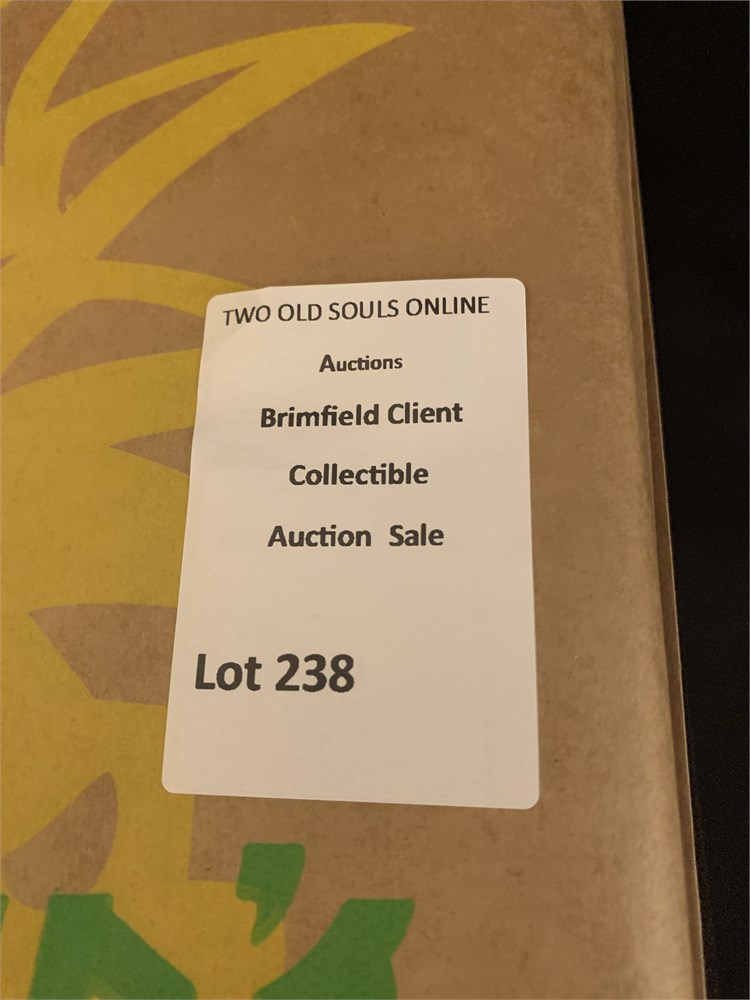 TWO OLD SOULS ONLINE
Auctions
Brimfield Client
Collectible
Auction Sale
Lot 238